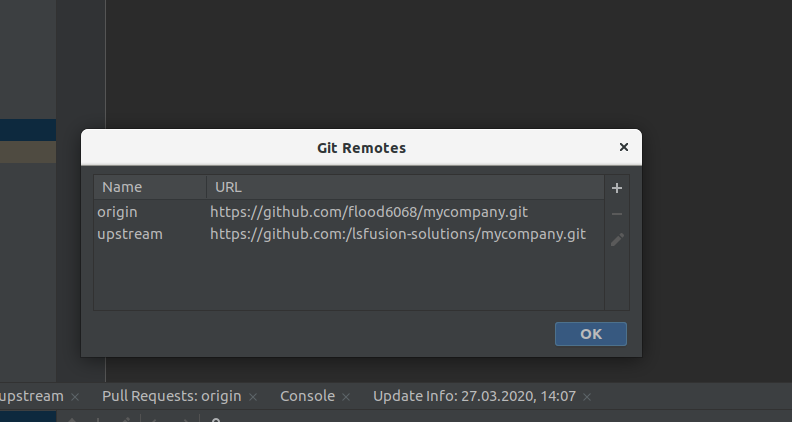 Git Remotes ×
Name URL
origin https://github.com/flood6068/mycompany.git
upstream https://github.com:/lsfusion-solutions/mycompany.git
OK
upstream × Pull Requests: origin × Console × Update Info: 27.03.2020, 14:07 ×